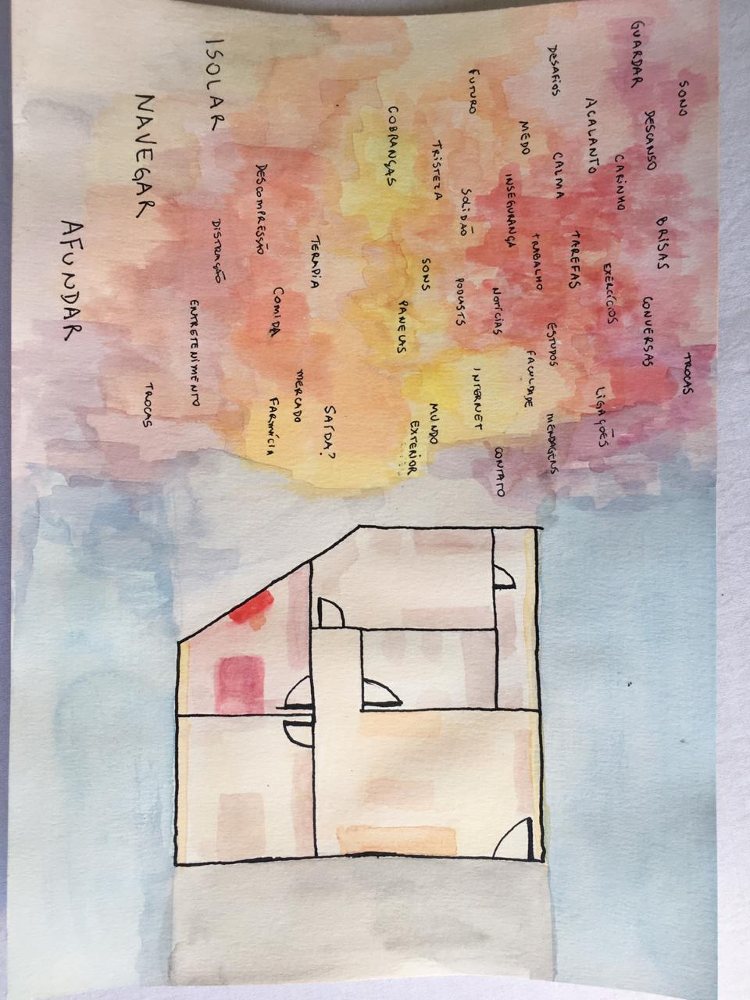 SONO
TROCAS
BRISAS
DESCANSO
CONVERSAS
GUARDAR
CARINHO
EXERCÍCIOS
LIGAÇÕES
ACALANTO
TAREFAS
DESAFIOS
CALMA
ESTUDOS
MENSAGENS
MEDO
TRABALHO
FACULDADE
INSEGURANÇA
NOTÍCIAS
CONTATO
FUTURO
SOLIDÃO
PODCASTS
INTERNET
TRISTEZA
SONS
MUNDO
EXTERIOR
COBRANÇAS
PANELAS
SAÍDA?
TERAPIA
MERCADO
FARMÁCIA
COMIDA
DESCOMPRESSÃO
ISOLAR
DISTRAÇÃO
ENTRETENIMENTO
NAVEGAR
TROCAS
AFUNDAR